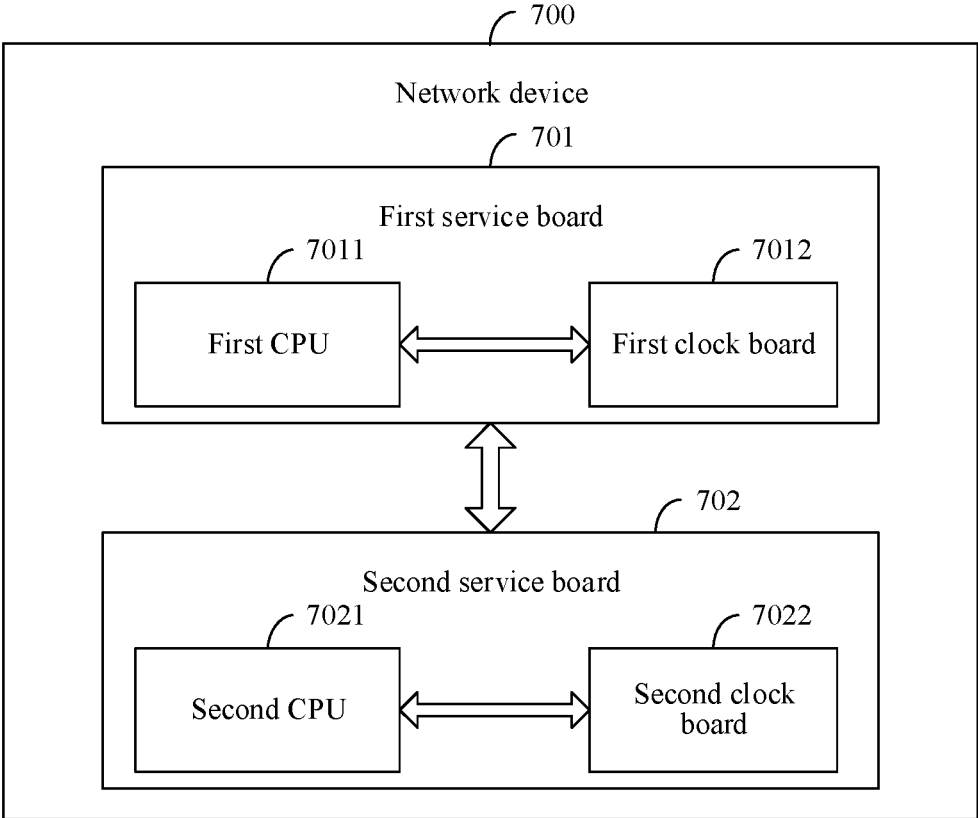 700
Network device
701
First service board
7011
7012
First CPU
First clock board
702
Second service board
7021
7022
Second CPU
Second clock
board